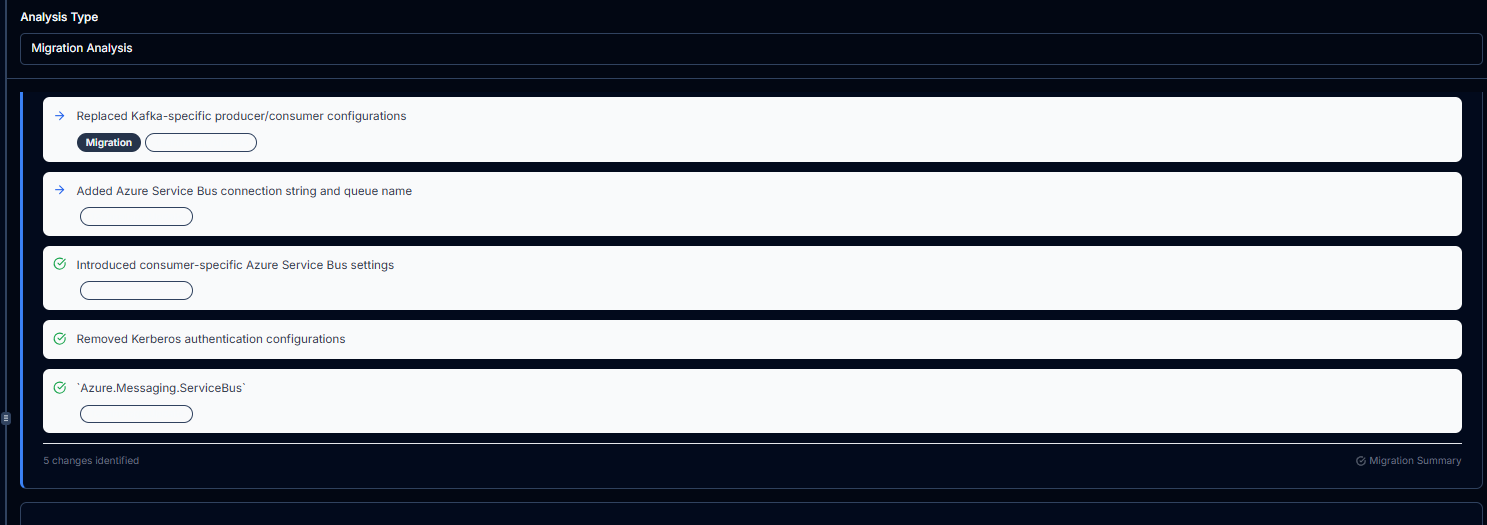 Analysis Type
Migration Analysis
Replaced Kafka-specific producer/consumer configurations
Migration
Added Azure Service Bus connection string and queue name
Introduced consumer-specific Azure Service Bus settings
Removed Kerberos authentication configurations
`Azure.Messaging.ServiceBus`
5 changes identified
Migration Summary